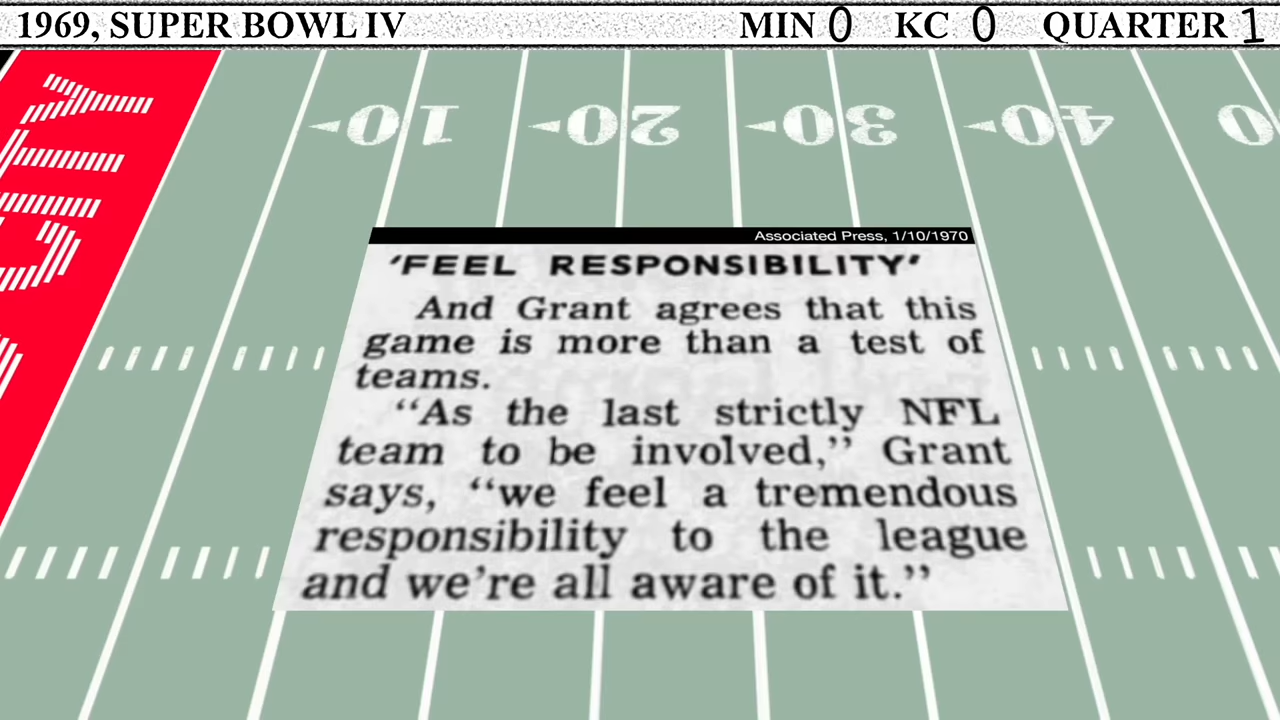 1969, SUPER BOWL IV MIN 0 KC 0 QUARTER 1
CITY
10 20 30 40 0
Associated Press, 1/10/1970
'FEEL RESPONSIBILITY'
And Grant agrees that this
game is more than a test of
teams.
"As the last strictly NFL
team to be involved," Grant
says, "we feel a tremendous
responsibility to the league
and we're all aware of it."